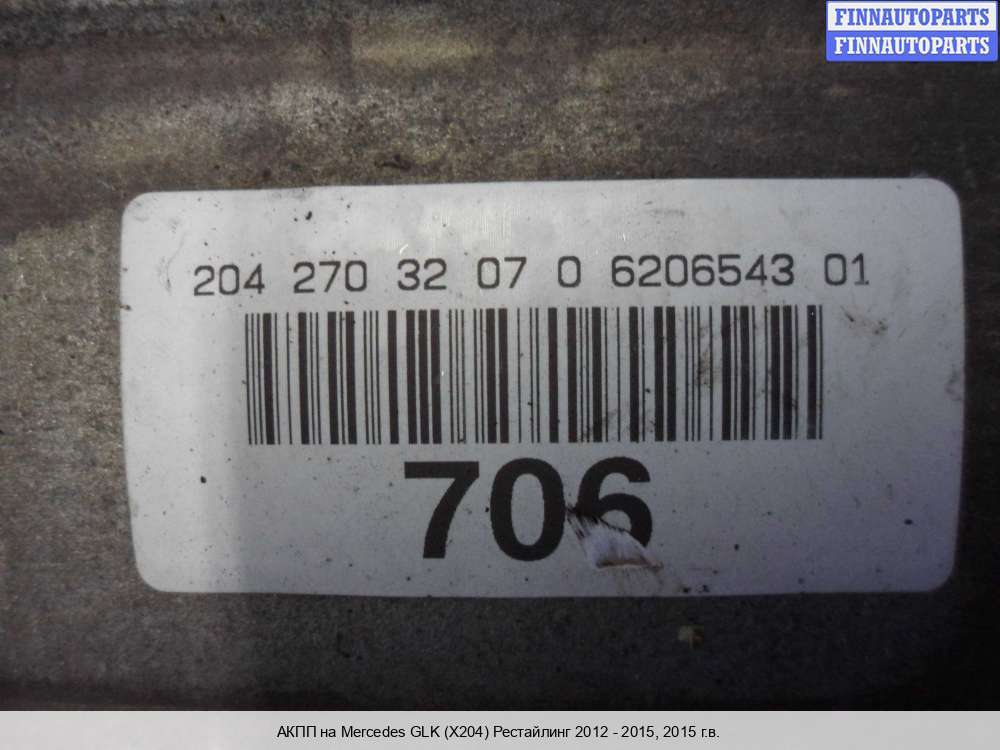 FINNAUTOPARTS
FINNAUTOPARTS
204 270 32 07 0 6206543 01
706
АКПП на Mercedes GLK (X204) Рестайлинг 2012 - 2015, 2015 г.в.